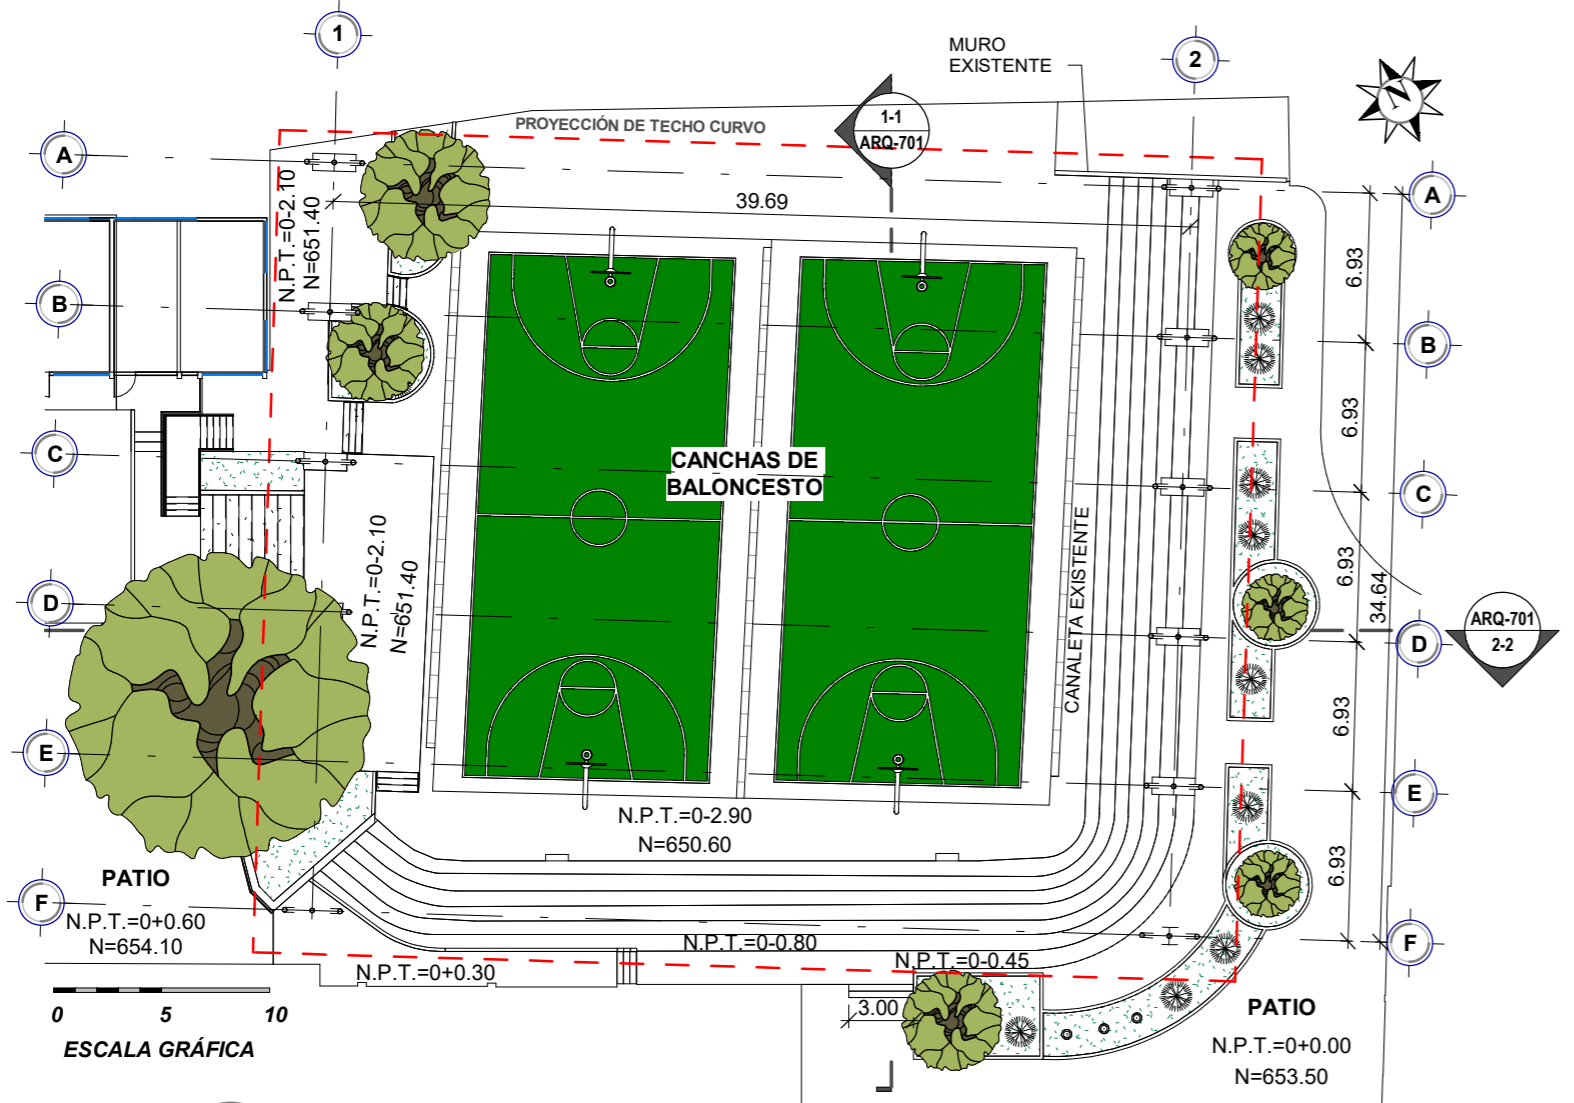 1
2
MURO
EXISTENTE
N
PROYECCIÓN DE TECHO CURVO
1-1
ARQ-701
A
A
39.69
N.P.T.=0-2.10
N=651.40
6.93
B
B
6.93
C
C
CANCHAS DE
BALONCESTO
N.P.T.=0-2.10
N=651.40
CANALETA EXISTENTE
6.93
34.64
D
D
ARQ-701
2-2
6.93
E
E
N.P.T.=0-2.90
N=650.60
6.93
PATIO
N.P.T.=0+0.60
N=654.10
F
F
N.P.T.=0-0.80
N.P.T.=0-0.45
N.P.T.=0+0.30
0 5 10
ESCALA GRÁFICA
3.00
PATIO
N.P.T.=0+0.00
N=653.50